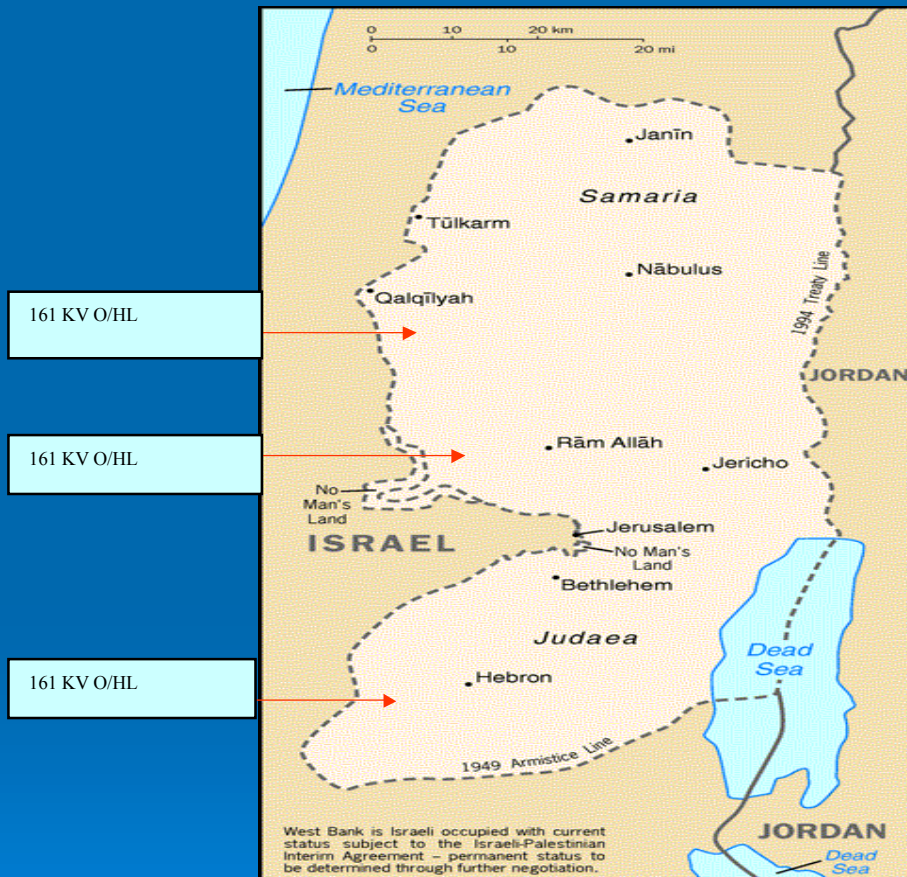 0 10 20 km
0 10 20 mi
Mediterranean
Sea
Janīn
Samaria
Tūlkarm
Nābulus
Qalqīlyah
1994 Treaty Line
161 KV O/HL
JORDAN
161 KV O/HL
Rām Allāh
Jericho
No
Man's
Land
Jerusalem
ISRAEL
No Man's
Land
Bethlehem
Judaea
Dead
Sea
161 KV O/HL
Hebron
1949 Armistice Line
West Bank is Israeli occupied with current
status subject to the Israeli-Palestinian
Interim Agreement – permanent status to
be determined through further negotiation.
JORDAN
Dead
Sea